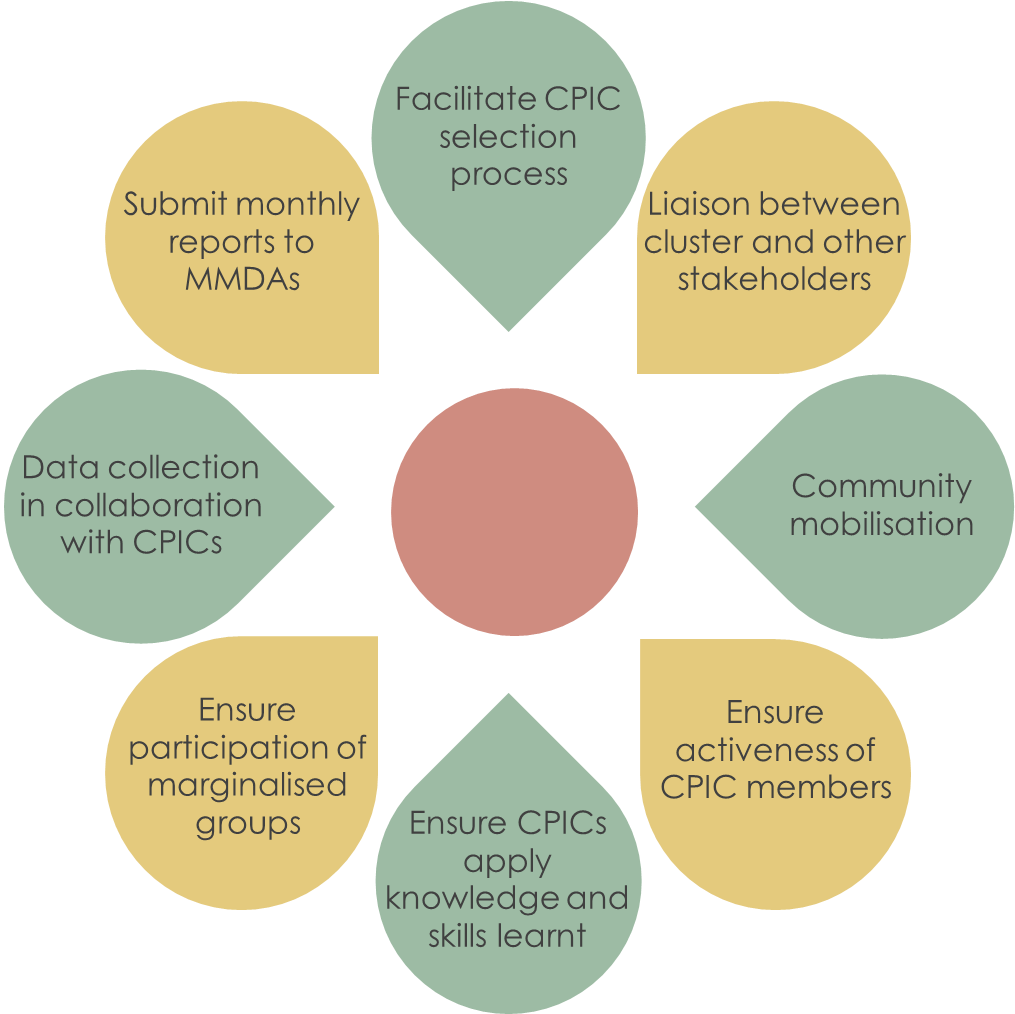 Facilitate CPIC
selection
process
Liaison between
cluster and other
stakeholders
Community
mobilisation
Ensure
activeness of
CPIC members
Ensure CPICs
apply
knowledge and
skills learnt
Ensure
participation of
marginalised
groups
Data collection
in collaboration
with CPICs
Submit monthly
reports to
MMDAs